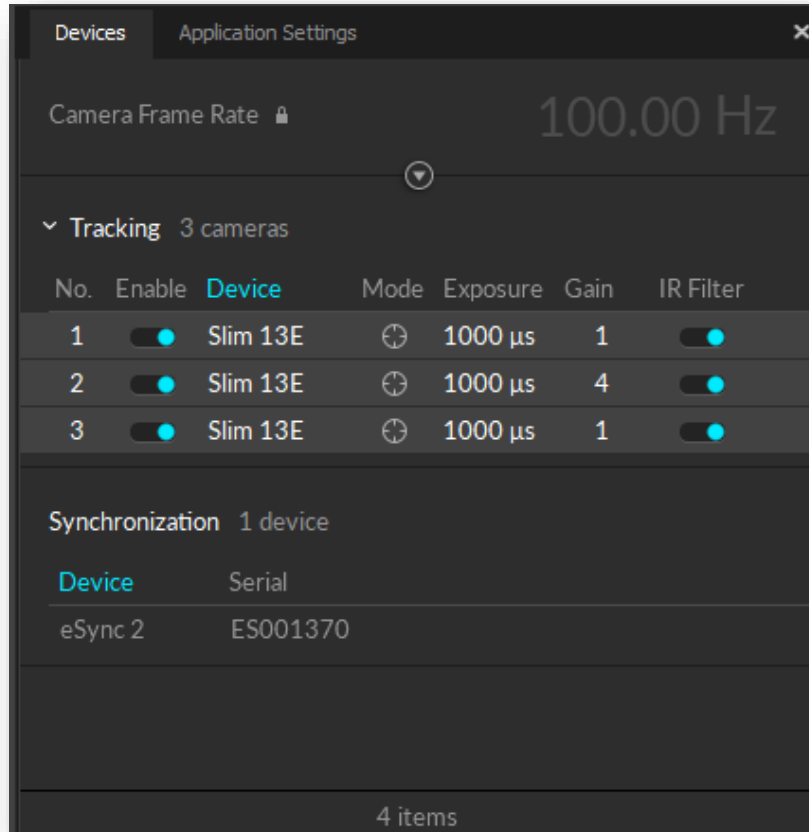 Devices Application Settings
Camera Frame Rate 100.00 Hz
Tracking 3 cameras
No. Enable Device Mode Exposure Gain IR Filter
1 Slim 13E 1000 µs 1
2 Slim 13E 1000 µs 4
3 Slim 13E 1000 µs 1
Synchronization 1 device
Device Serial
eSync 2 ES001370
4 items